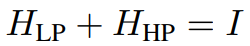 H_LP + H_HP = I